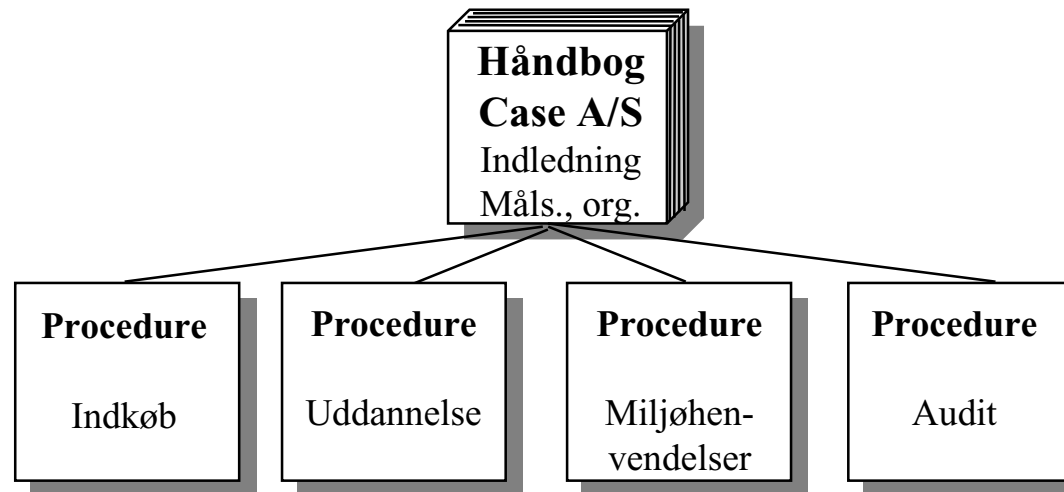 Håndbog
Case A/S
Indledning
Måls., org.
Procedure
Indkøb
Procedure
Uddannelse
Procedure
Miljøhen-
vendelser
Procedure
Audit